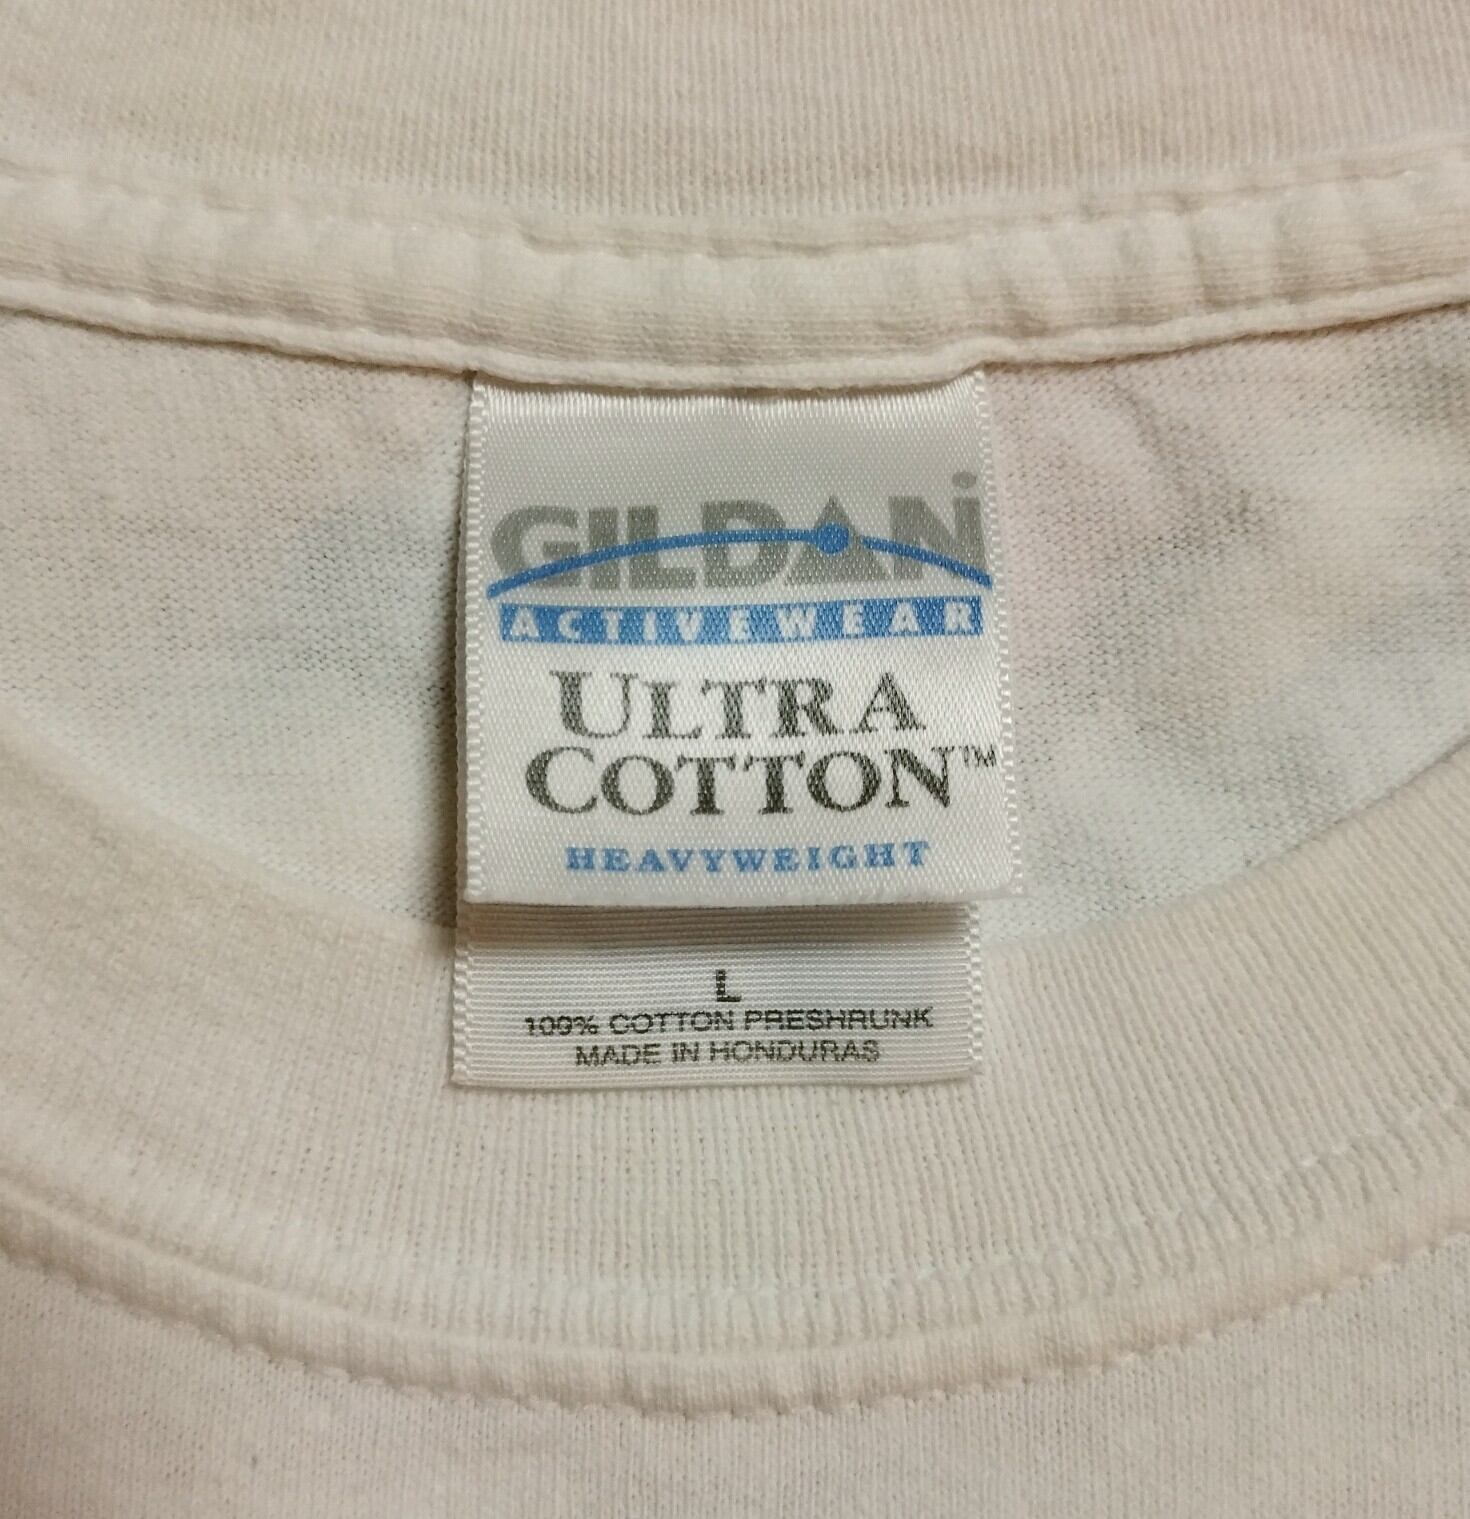 GILDAN
ACTIVEWEAR
ULTRA
COTTON™
HEAVYWEIGHT
L
100% COTTON PRESHRUNK
MADE IN HONDURAS